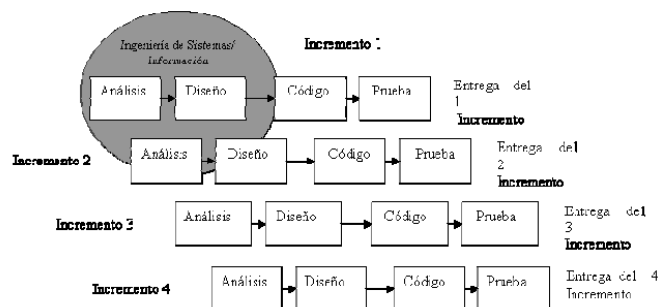 Ingeniería de Sistemas/
Información
Incremento 1
Análisis
Diseño
Código
Prueba
Entrega del
1
Incremento
Incremento 2
Análisis
Diseño
Código
Prueba
Entrega del
2
Incremento
Incremento 3
Análisis
Diseño
Código
Prueba
Entrega del
3
Incremento
Incremento 4
Análisis
Diseño
Código
Prueba
Entrega del 4
Incremento